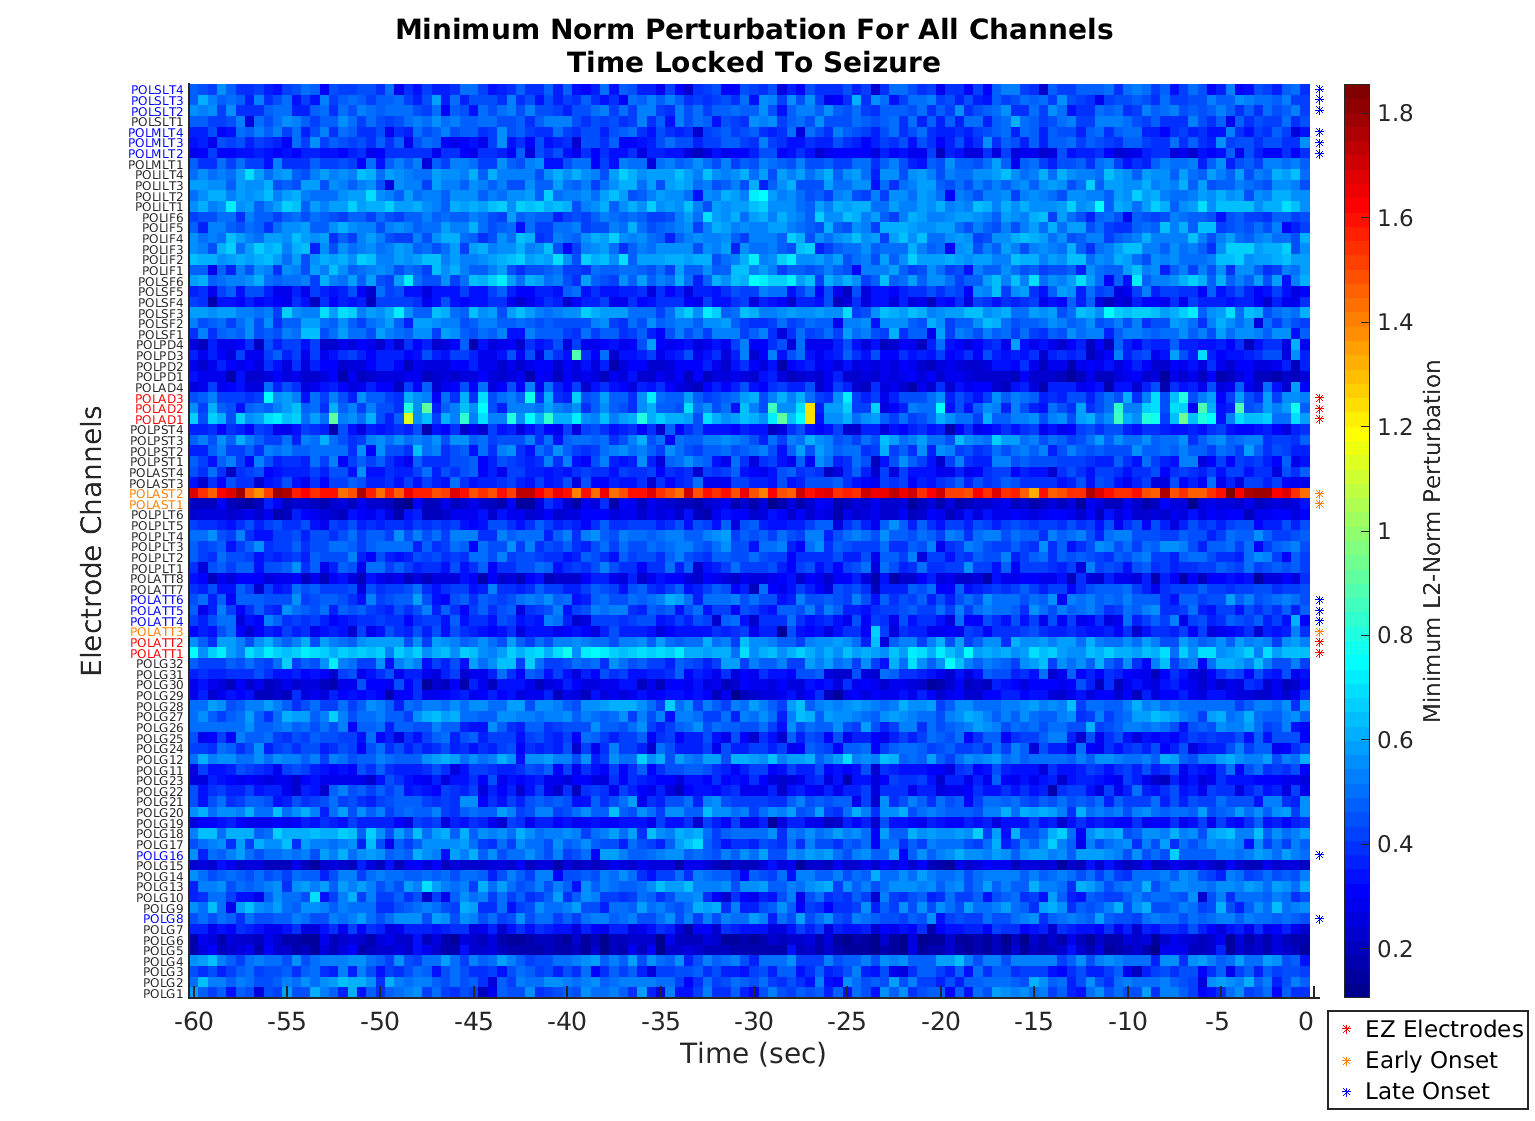 Minimum Norm Perturbation For All Channels
Time Locked To Seizure
POLSLT4
POLSLT3
POLSLT2
POLSLT1
POLMLT4
POLMLT3
POLMLT2
POLMLT1
POLILT4
POLILT3
POLILT2
POLILT1
POLIF6
POLIF5
POLIF4
POLIF3
POLIF2
POLIF1
POLSF6
POLSF5
POLSF4
POLSF3
POLSF2
POLSF1
POLPD4
POLPD3
POLPD2
POLPD1
POLAD4
POLAD3
POLAD2
POLAD1
POLPST4
POLPST3
POLPST2
POLPST1
POLAST4
POLAST3
POLAST2
POLAST1
POLPLT6
POLPLT5
POLPLT4
POLPLT3
POLPLT2
POLPLT1
POLATT8
POLATT7
POLATT6
POLATT5
POLATT4
POLATT3
POLATT2
POLATT1
POLG32
POLG31
POLG30
POLG29
POLG28
POLG27
POLG26
POLG25
POLG24
POLG12
POLG11
POLG23
POLG22
POLG21
POLG20
POLG19
POLG18
POLG17
POLG16
POLG15
POLG14
POLG13
POLG10
POLG9
POLG8
POLG7
POLG6
POLG5
POLG4
POLG3
POLG2
POLG1
Electrode Channels
-60 -55 -50 -45 -40 -35 -30 -25 -20 -15 -10 -5 0
Time (sec)
1.8
1.6
1.4
1.2
1
0.8
0.6
0.4
0.2
Minimum L2-Norm Perturbation
EZ Electrodes
Early Onset
Late Onset